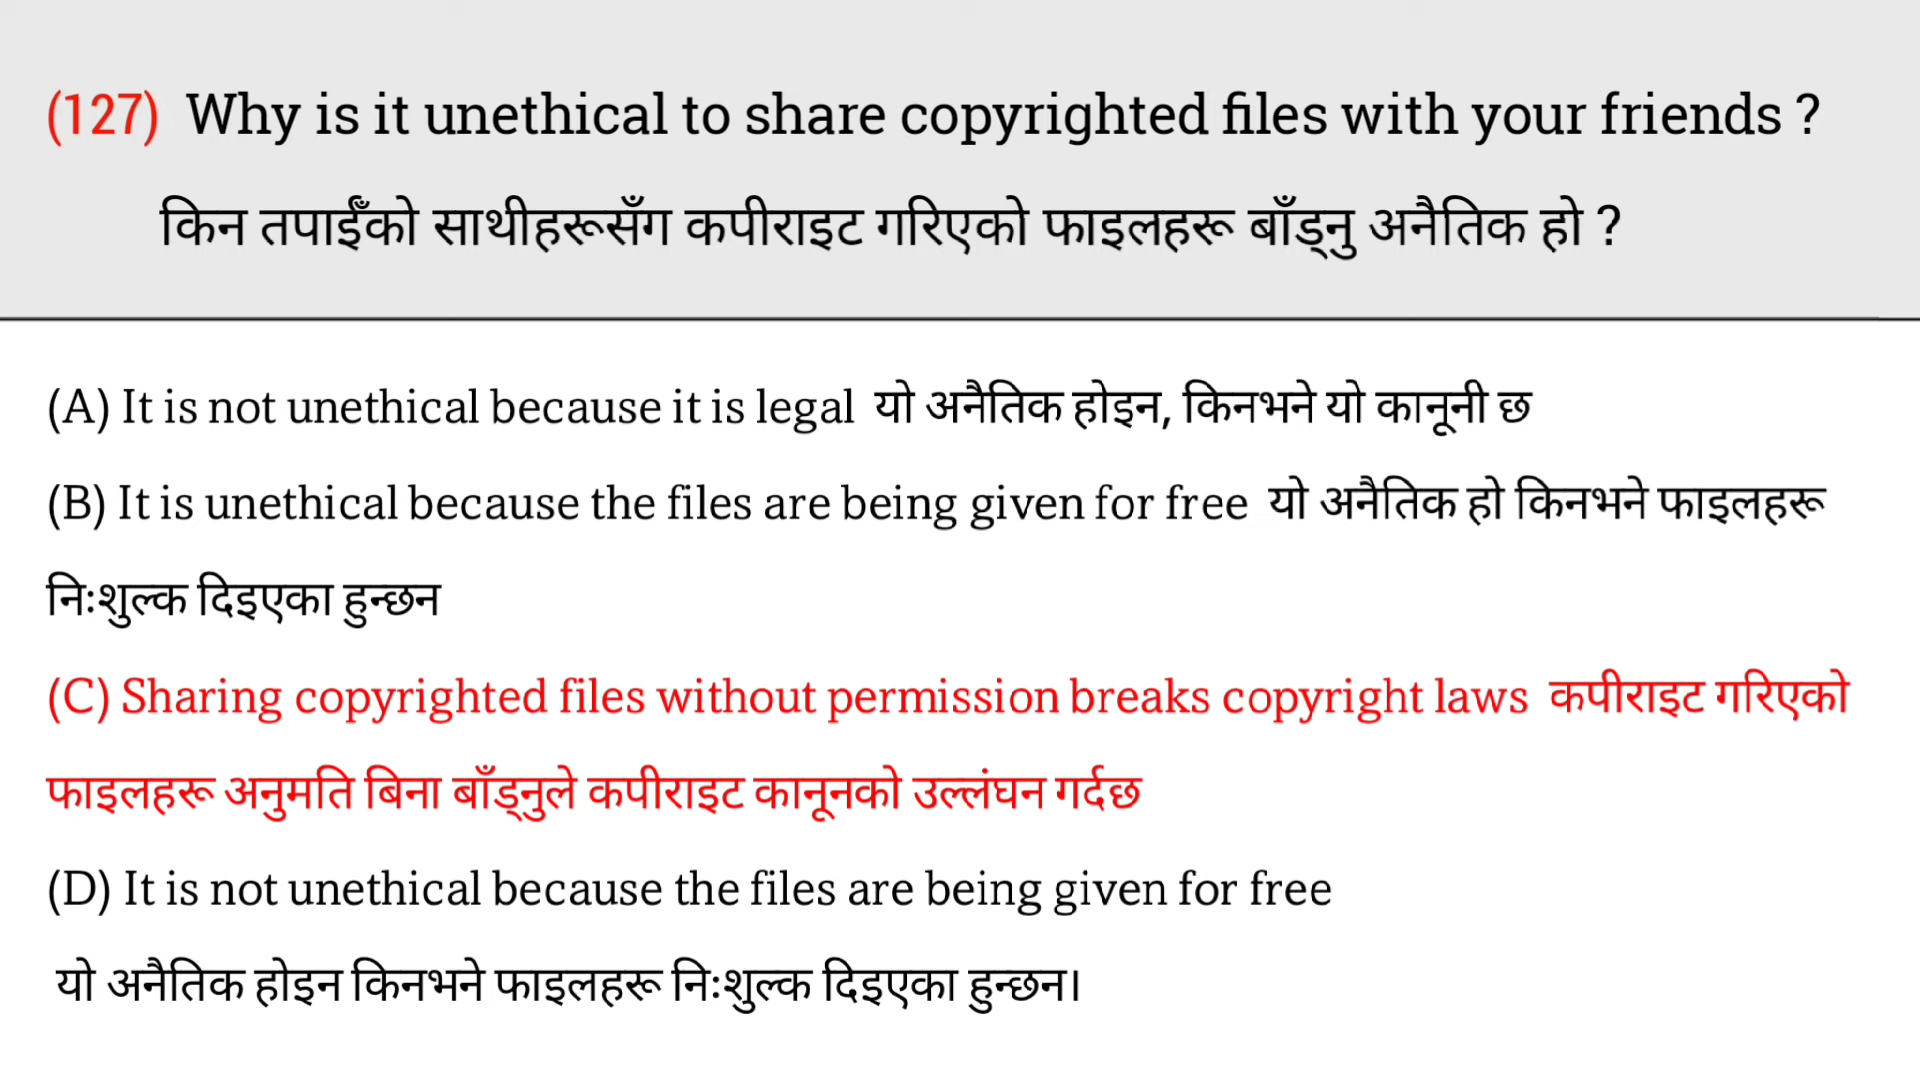 (127) Why is it unethical to share copyrighted files with your friends ?
किन तपाईँको साथीहरूसँग कपीराइट गरिएको फाइलहरू बाँड्नु अनैतिक हो ?
(A) It is not unethical because it is legal यो अनैतिक होइन, किनभने यो कानूनी छ
(B) It is unethical because the files are being given for free यो अनैतिक हो किनभने फाइलहरू
निःशुल्क दिइएका हुन्छन
(C) Sharing copyrighted files without permission breaks copyright laws कपीराइट गरिएको
फाइलहरू अनुमति बिना बाँड्नुले कपीराइट कानूनको उल्लंघन गर्दछ
(D) It is not unethical because the files are being given for free
यो अनैतिक होइन किनभने फाइलहरू निःशुल्क दिइएका हुन्छन।